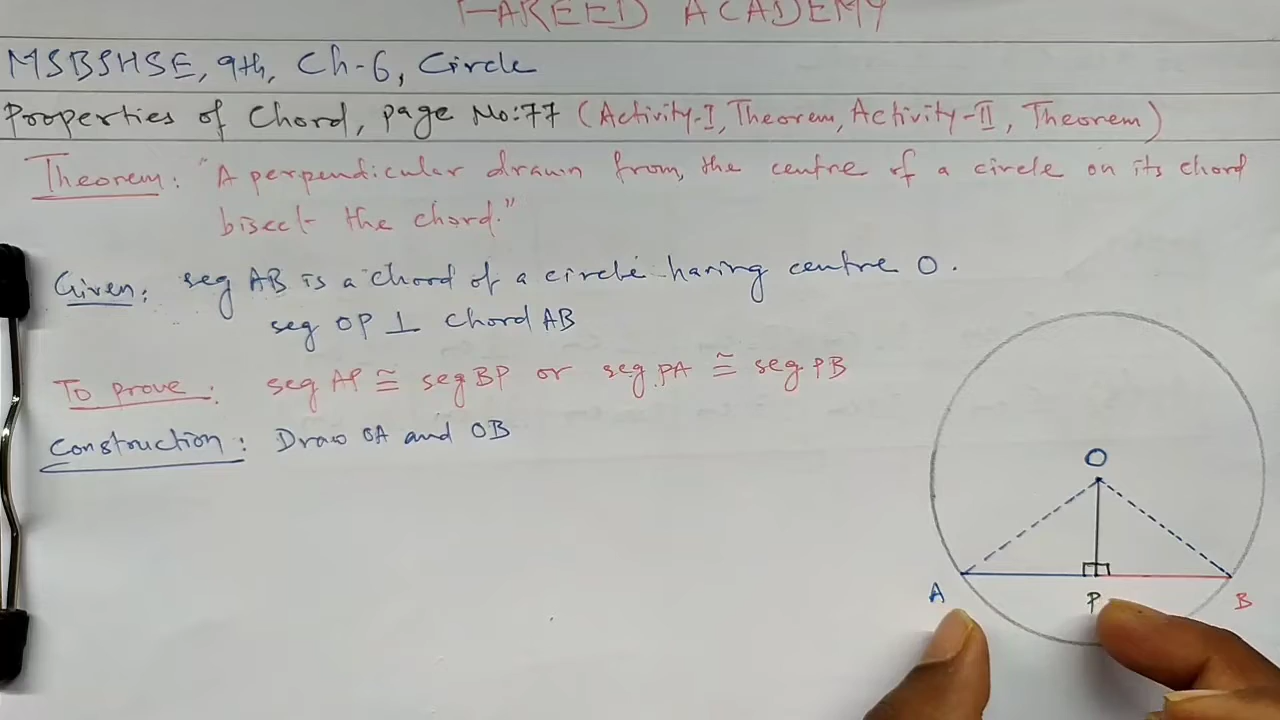 FAREED ACADEMY
MSBSHSE, 9th, Ch-6, Circle
Properties of Chord, page No:77 (Activity-I, Theorem, Activity-II, Theorem)
Theorem: "A perpendicular drawn from, the centre of a circle on its chord
bisect the chord."
Given: seg AB is a chord of a circle having centre O.
seg OP ⊥ chord AB
To prove: seg AP ≅ seg BP or seg PA ≅ seg PB
Construction: Draw OA and OB
O
A
P
B